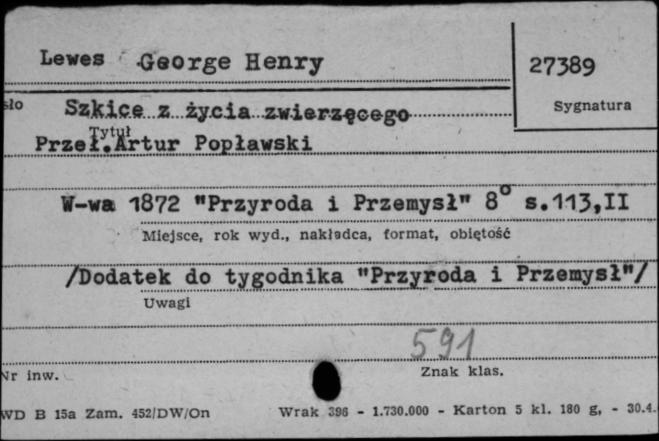 Lewes George Henry
27389
sło Szkice z życia zwierzęcego
Sygnatura
Tytuł
Przeł.Artur Popławski
W-wa 1872 "Przyroda i Przemysł" 8° s.113,II
Miejsce, rok wyd., nakładca, format, objętość
/Dodatek do tygodnika "Przyroda i Przemysł"/
Uwagi
591
Nr inw.
Znak klas.
WD B 15a Zam. 452/DW/On Wrak 396 - 1.730.000 - Karton 5 kl. 180 g, - 30.4.